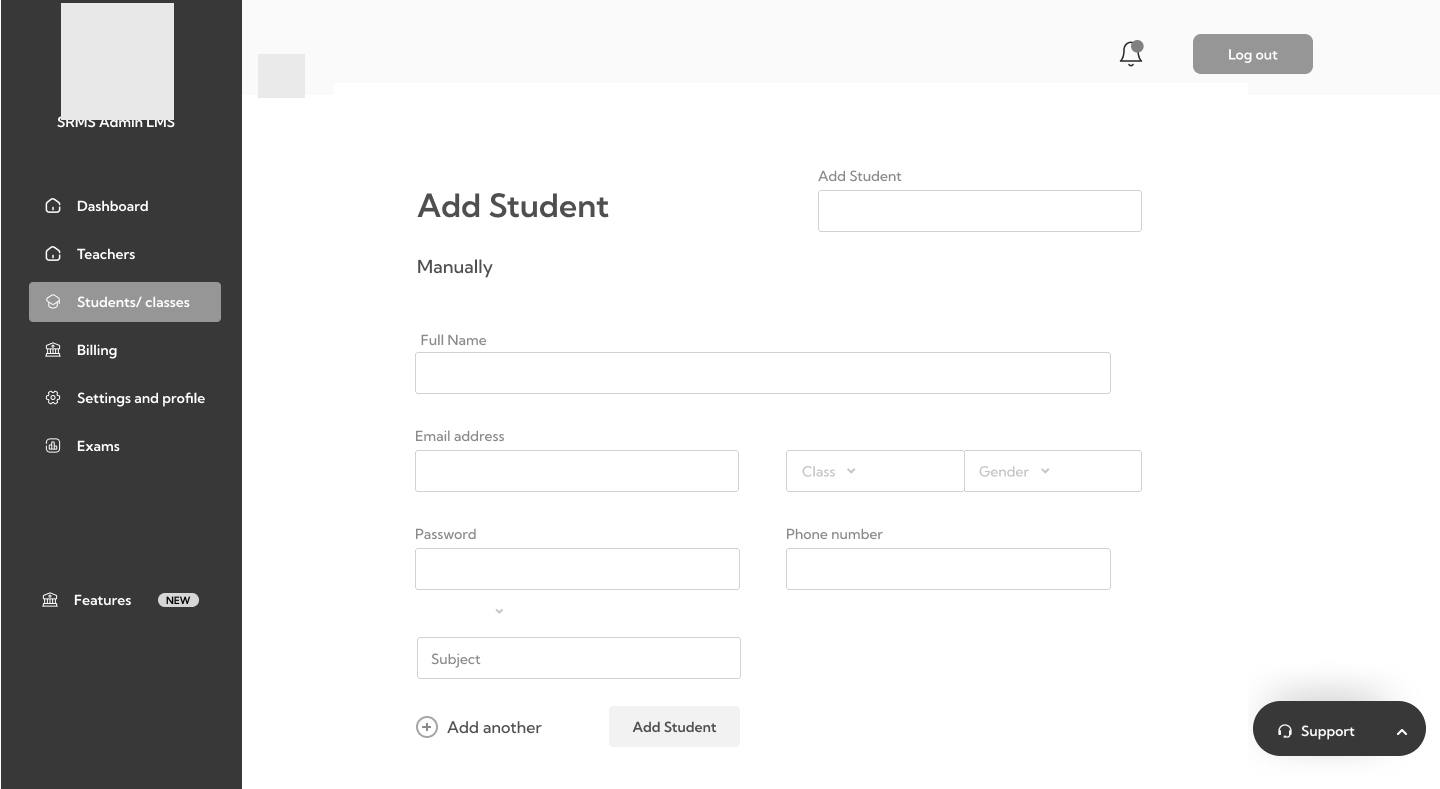 SRMS Admin LMS
Dashboard
Teachers
Students/ classes
Billing
Settings and profile
Exams
Features NEW
Log out
Add Student
Add Student
Manually
Full Name
Email address
Class Gender
Password Phone number
Subject
Add another Add Student
Support